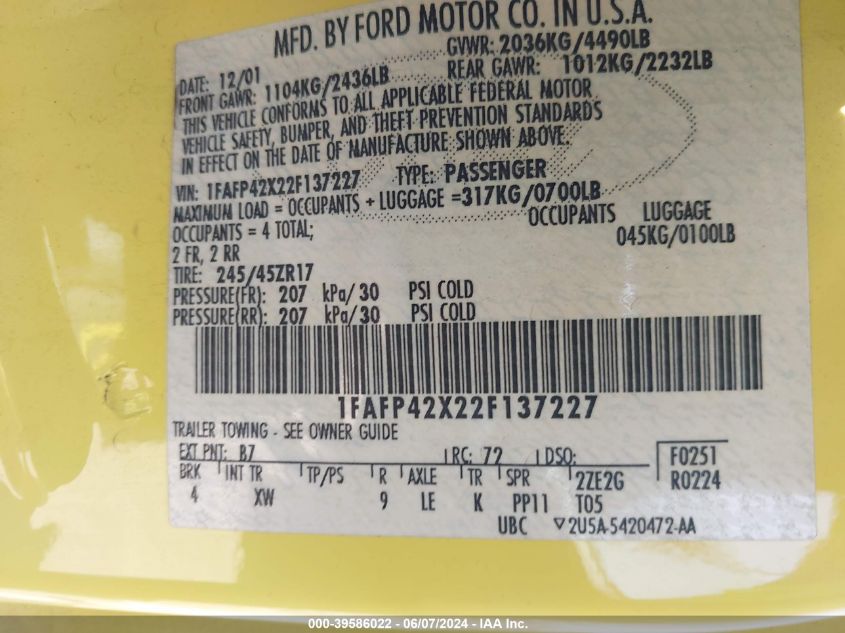 MFD. BY FORD MOTOR CO. IN U.S.A.
DATE: 12/01 GVWR: 2036KG/4490LB
FRONT GAWR: 1104KG/2436LB REAR GAWR: 1012KG/2232LB
THIS VEHICLE CONFORMS TO ALL APPLICABLE FEDERAL MOTOR
VEHICLE SAFETY, BUMPER, AND THEFT PREVENTION STANDARDS
IN EFFECT ON THE DATE OF MANUFACTURE SHOWN ABOVE.
VIN: 1FAFP42X22F137227 TYPE: PASSENGER
MAXIMUM LOAD = OCCUPANTS + LUGGAGE =317KG/0700LB
OCCUPANTS LUGGAGE
OCCUPANTS = 4 TOTAL; 045KG/0100LB
2 FR, 2 RR
TIRE: 245/45ZR17
PRESSURE(FR): 207 kPa/ 30 PSI COLD
PRESSURE(RR): 207 kPa/ 30 PSI COLD
1FAFP42X22F137227
TRAILER TOWING - SEE OWNER GUIDE
EXT PNT: B7 RC: 72 DSO: F0251
BRK INT TR TP/PS R AXLE TR SPR 2ZE2G R0224
4 XW 9 LE K PP11 T05
UBC ▽2U5A-5420472-AA
000-39586022 - 06/07/2024 - IAA Inc.